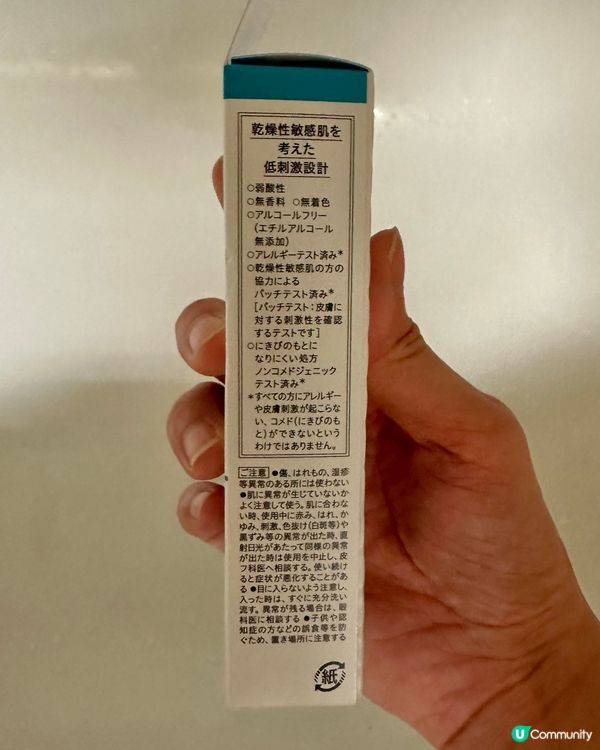 乾燥性敏感肌を
考えた
低刺激設計
○弱酸性
○無香料 ○無着色
○アルコールフリー
(エチルアルコール
無添加)
○アレルギーテスト済み*
○乾燥性敏感肌の方の
協力による
パッチテスト済み*
[パッチテスト:皮膚に
対する刺激性を確認
するテストです]
○にきびのもとに
なりにくい処方
ノンコメドジェニック
テスト済み*
*すべての方にアレルギー
や皮膚刺激が起こらな
い、コメド(にきびのも
と)ができないという
わけではありません。
ご注意 ●傷、はれもの、湿疹
等異常のある所には使わない
●肌に異常が生じていないか
よく注意して使う。肌に合わな
い時、使用中に赤み、はれ、か
ゆみ、刺激、色抜け(白斑等)や
黒ずみ等の異常が出た時、直
射日光があたって同様の異常
が出た時は使用を中止し、皮
フ科医へ相談する。使い続け
ると症状が悪化することがあ
る ●目に入らないよう注意し、
入った時は、すぐに充分洗い
流す。異常が残る場合は、眼
科医に相談する ●子供や認
知症の方などの誤食等を防
ぐため、置き場所に注意する
紙
U Community